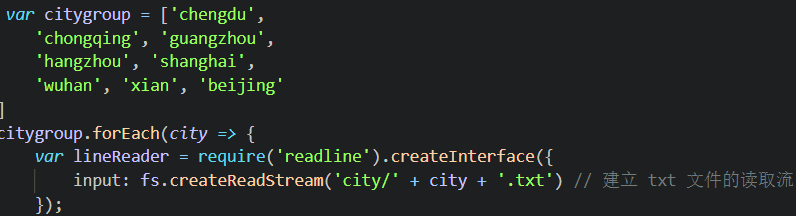 var citygroup = ['chengdu',
'chongqing', 'guangzhou',
'hangzhou', 'shanghai',
'wuhan', 'xian', 'beijing'
]
citygroup.forEach(city => {
var lineReader = require('readline').createInterface({
input: fs.createReadStream('city/' + city + '.txt') // 建立 txt 文件的读取流
});